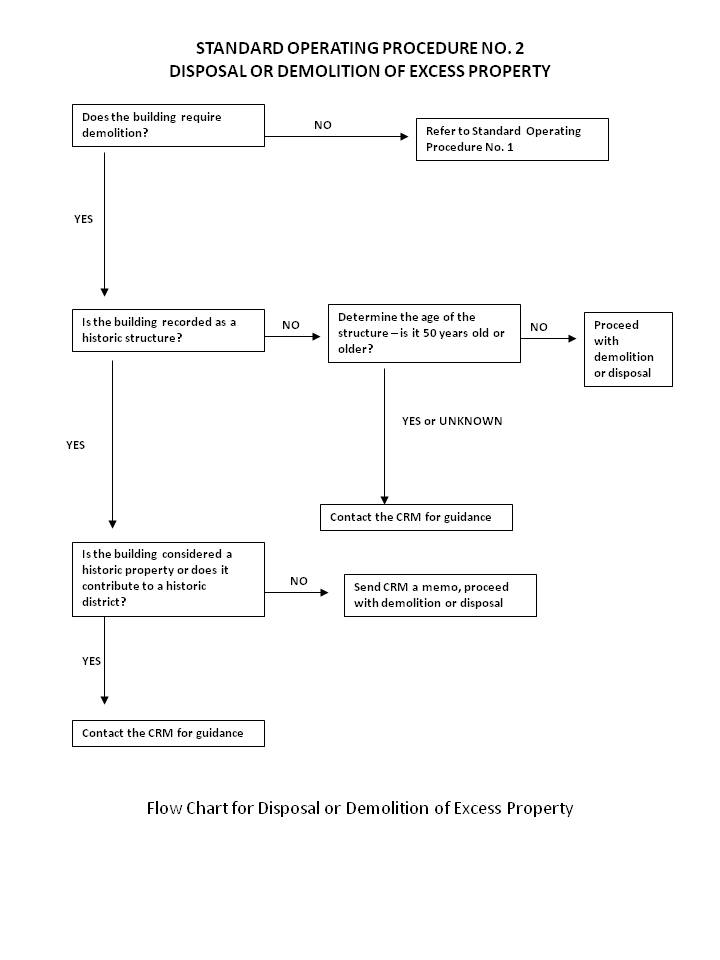 STANDARD OPERATING PROCEDURE NO. 2
DISPOSAL OR DEMOLITION OF EXCESS PROPERTY
Does the building require
demolition?
NO
Refer to Standard Operating
Procedure No. 1
YES
Is the building recorded as a
historic structure?
NO
Determine the age of the
structure – is it 50 years old or
older?
NO
Proceed
with
demolition
or disposal
YES or UNKNOWN
YES
Contact the CRM for guidance
Is the building considered a
historic property or does it
contribute to a historic
district?
NO
Send CRM a memo, proceed
with demolition or disposal
YES
Contact the CRM for guidance
Flow Chart for Disposal or Demolition of Excess Property